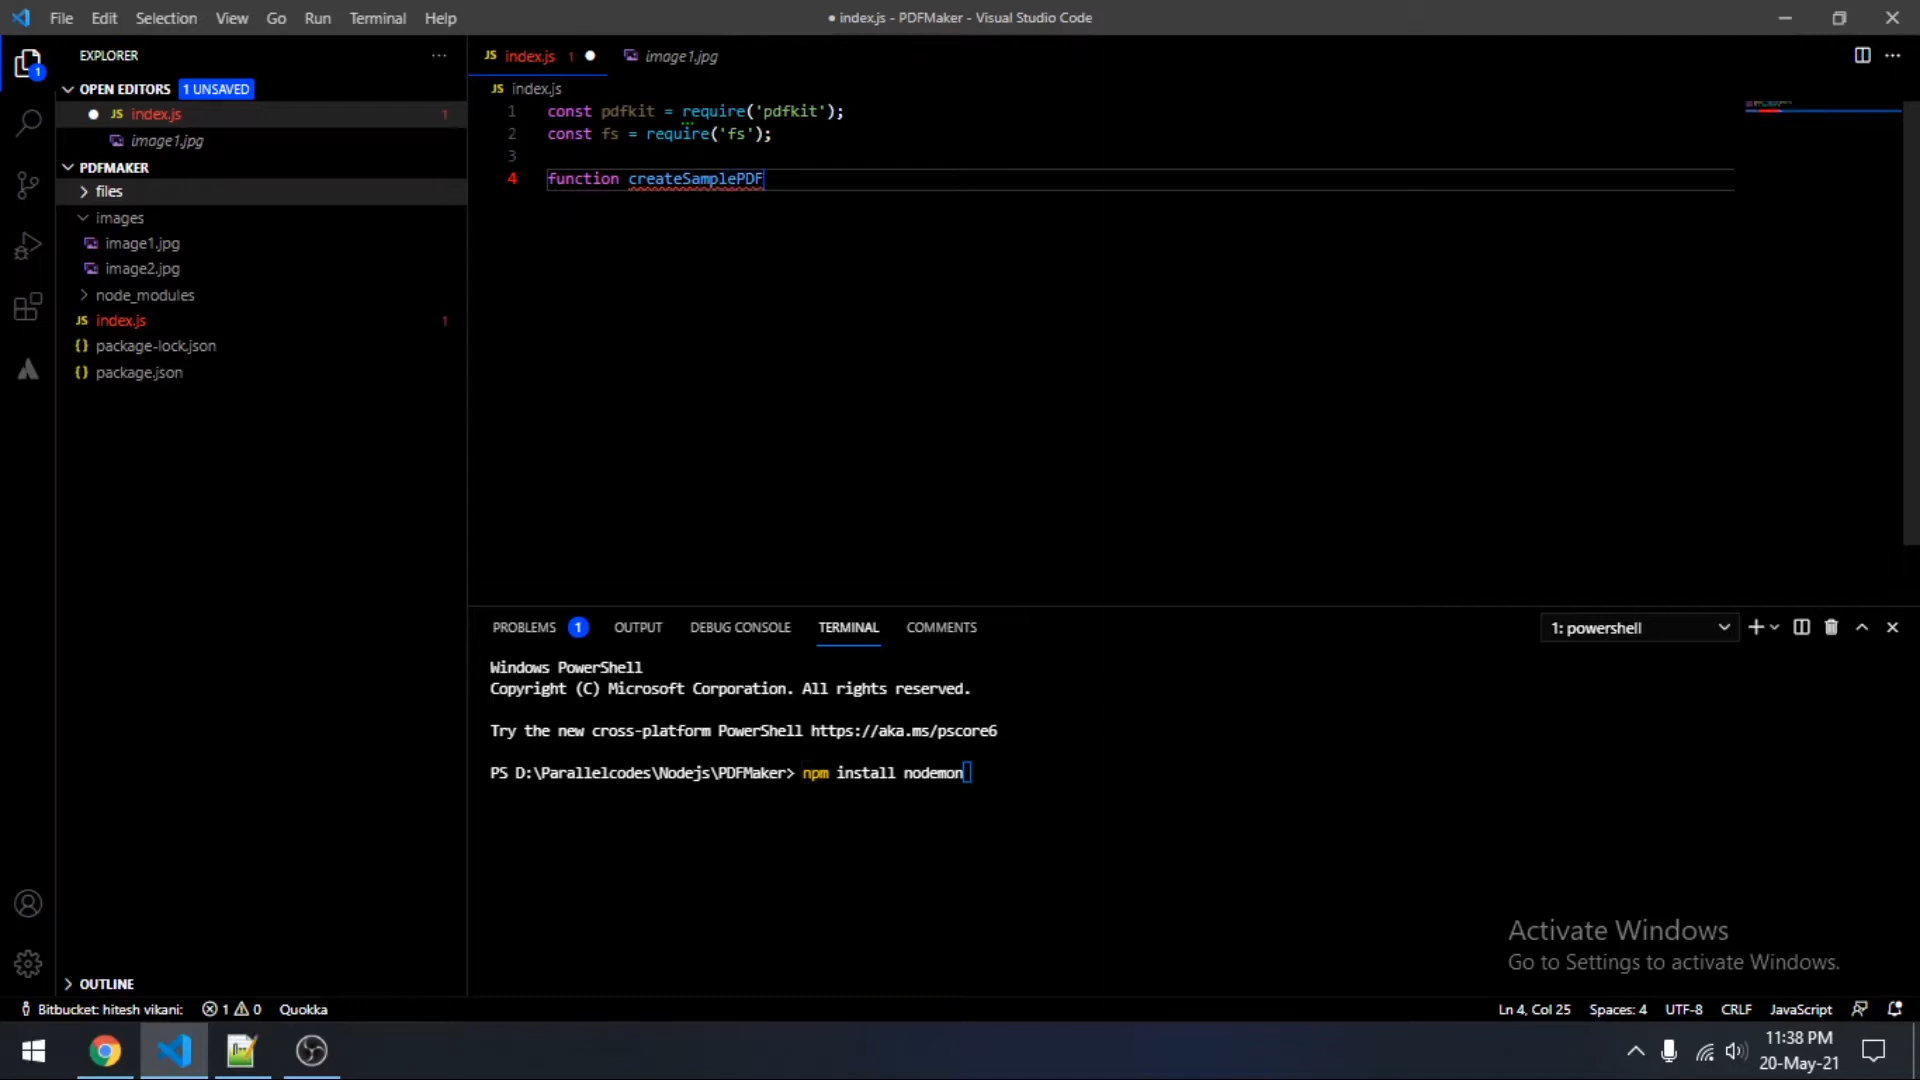 File Edit Selection View Go Run Terminal Help
● index.js - PDFMaker - Visual Studio Code
EXPLORER
1
OPEN EDITORS 1 UNSAVED
JS index.js 1
image1.jpg
PDFMAKER
files
images
image1.jpg
image2.jpg
node_modules
JS index.js 1
{} package-lock.json
{} package.json
OUTLINE
JS index.js 1
image1.jpg
JS index.js
1 const pdfkit = require('pdfkit');
2 const fs = require('fs');
3
4 function createSamplePDF
PROBLEMS 1 OUTPUT DEBUG CONSOLE TERMINAL COMMENTS
1: powershell
Windows PowerShell
Copyright (C) Microsoft Corporation. All rights reserved.
Try the new cross-platform PowerShell https://aka.ms/pscore6
PS D:\Parallelcodes\Nodejs\PDFMaker> npm install nodemon
Activate Windows
Go to Settings to activate Windows.
Bitbucket: hitesh vikani: 1 0 Quokka
Ln 4, Col 25 Spaces: 4 UTF-8 CRLF JavaScript
11:38 PM
20-May-21